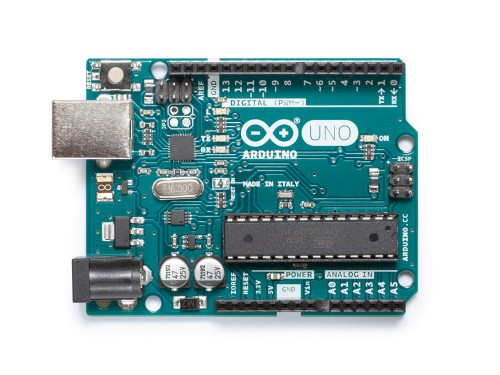 RESET
AREF
GND
13
12
~11
~10
~9
8
7
~6
~5
4
~3
2
TX→1
RX←0
DIGITAL (PWM~)
TX
RX
ON
UNO
ARDUINO
ICSP
MADE IN ITALY
16.000
ARDUINO.CC
47
25V
47
25V
POWER
ANALOG IN
IOREF
RESET
3.3V
5V
GND
Vin
A0
A1
A2
A3
A4
A5